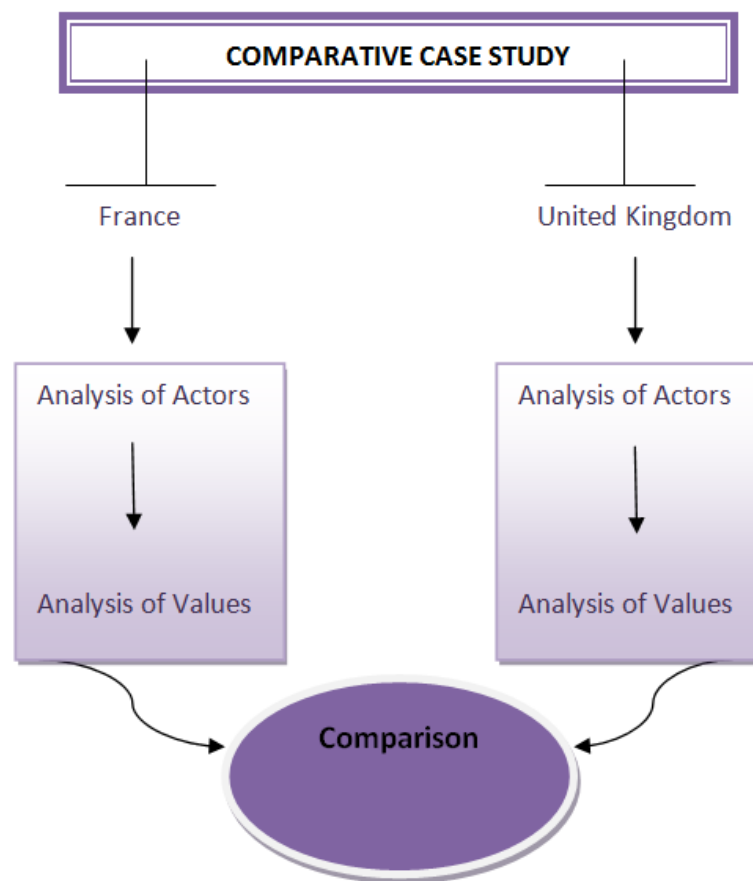 COMPARATIVE CASE STUDY
France
United Kingdom
Analysis of Actors
Analysis of Values
Analysis of Actors
Analysis of Values
Comparison